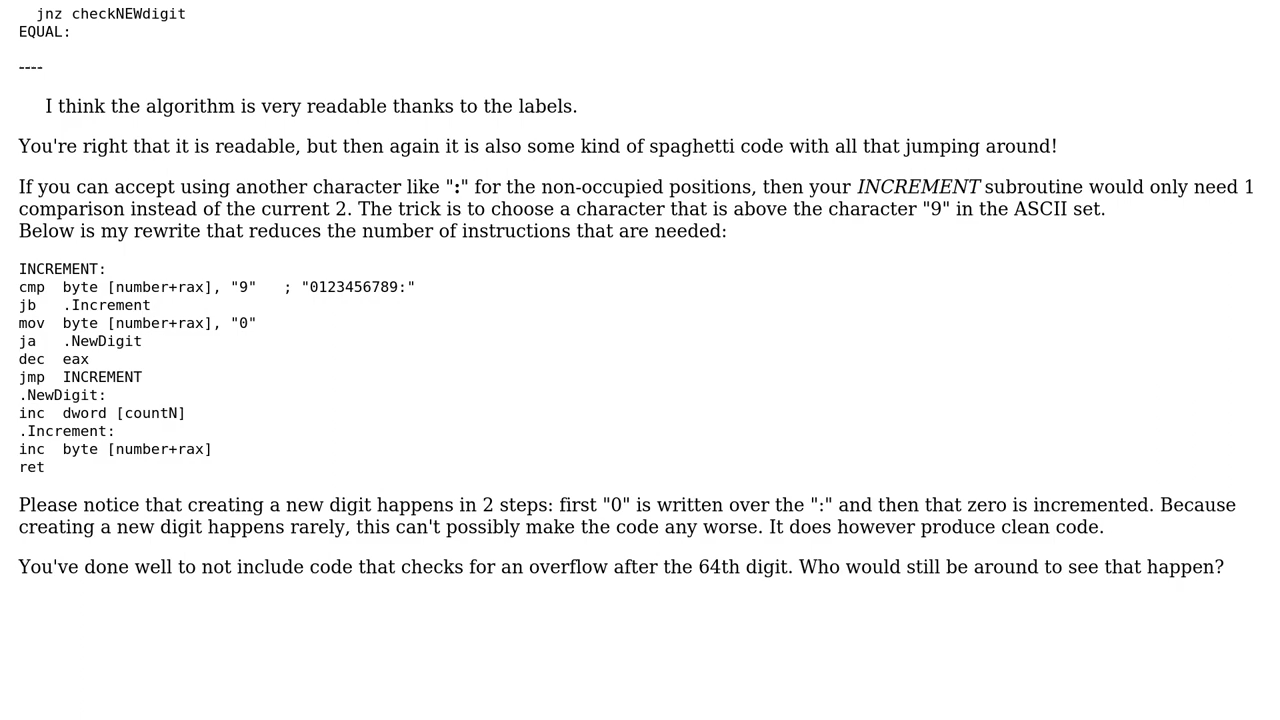 jnz checkNEWdigit
EQUAL:
----
I think the algorithm is very readable thanks to the labels.
You're right that it is readable, but then again it is also some kind of spaghetti code with all that jumping around!
If you can accept using another character like ":" for the non-occupied positions, then your INCREMENT subroutine would only need 1
comparison instead of the current 2. The trick is to choose a character that is above the character "9" in the ASCII set.
Below is my rewrite that reduces the number of instructions that are needed:
INCREMENT:
cmp  byte [number+rax], "9"   ; "0123456789:"
jb   .Increment
mov  byte [number+rax], "0"
ja   .NewDigit
dec  eax
jmp  INCREMENT
.NewDigit:
inc  dword [countN]
.Increment:
inc  byte [number+rax]
ret
Please notice that creating a new digit happens in 2 steps: first "0" is written over the ":" and then that zero is incremented. Because
creating a new digit happens rarely, this can't possibly make the code any worse. It does however produce clean code.
You've done well to not include code that checks for an overflow after the 64th digit. Who would still be around to see that happen?